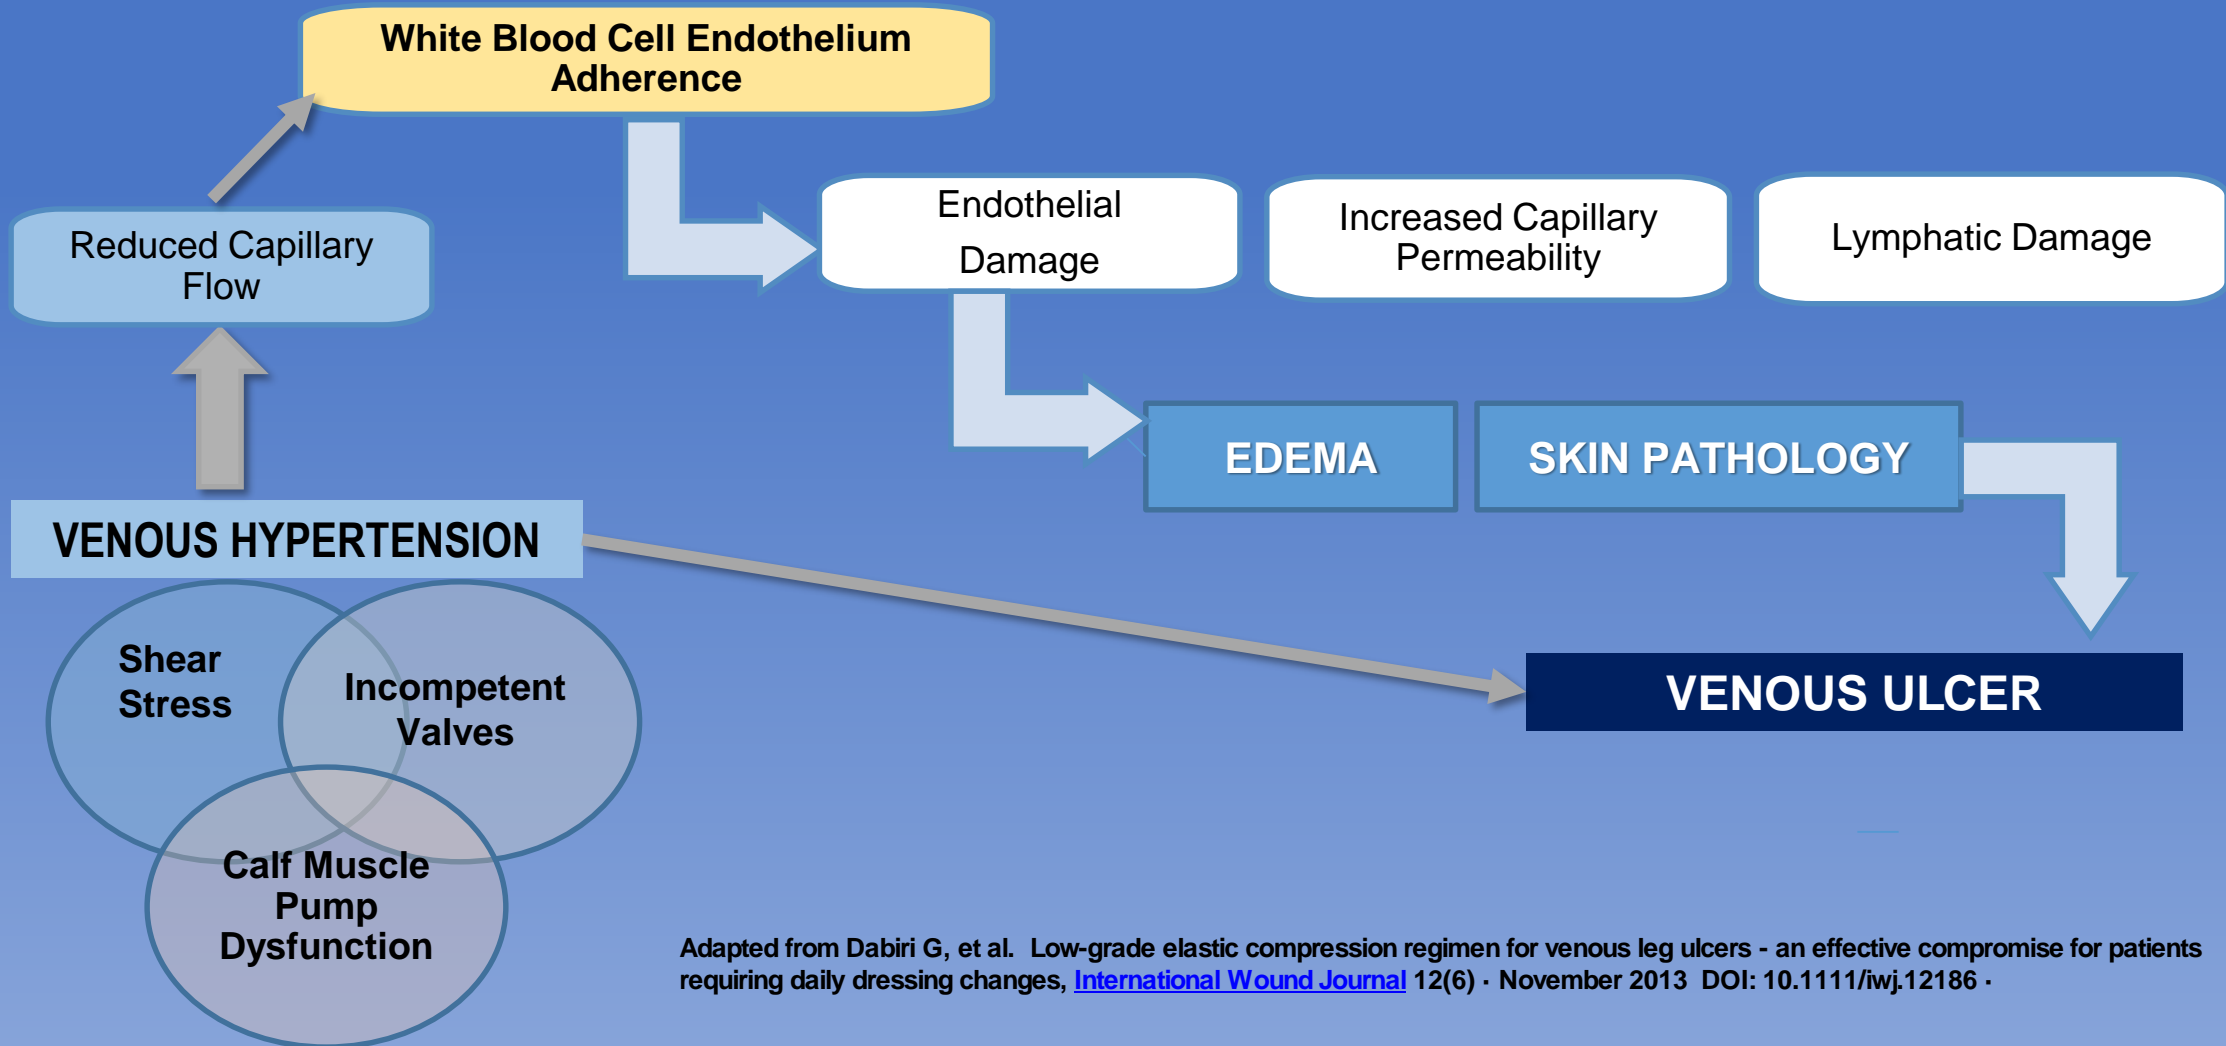 White Blood Cell Endothelium
Adherence
Endothelial
Damage
Increased Capillary
Permeability
Lymphatic Damage
Reduced Capillary
Flow
EDEMA
SKIN PATHOLOGY
VENOUS HYPERTENSION
Shear
Stress
Incompetent
Valves
VENOUS ULCER
Calf Muscle
Pump
Dysfunction
Adapted from Dabiri G, et al. Low-grade elastic compression regimen for venous leg ulcers - an effective compromise for patients
requiring daily dressing changes, International Wound Journal 12(6) · November 2013 DOI: 10.1111/iwj.12186 ·